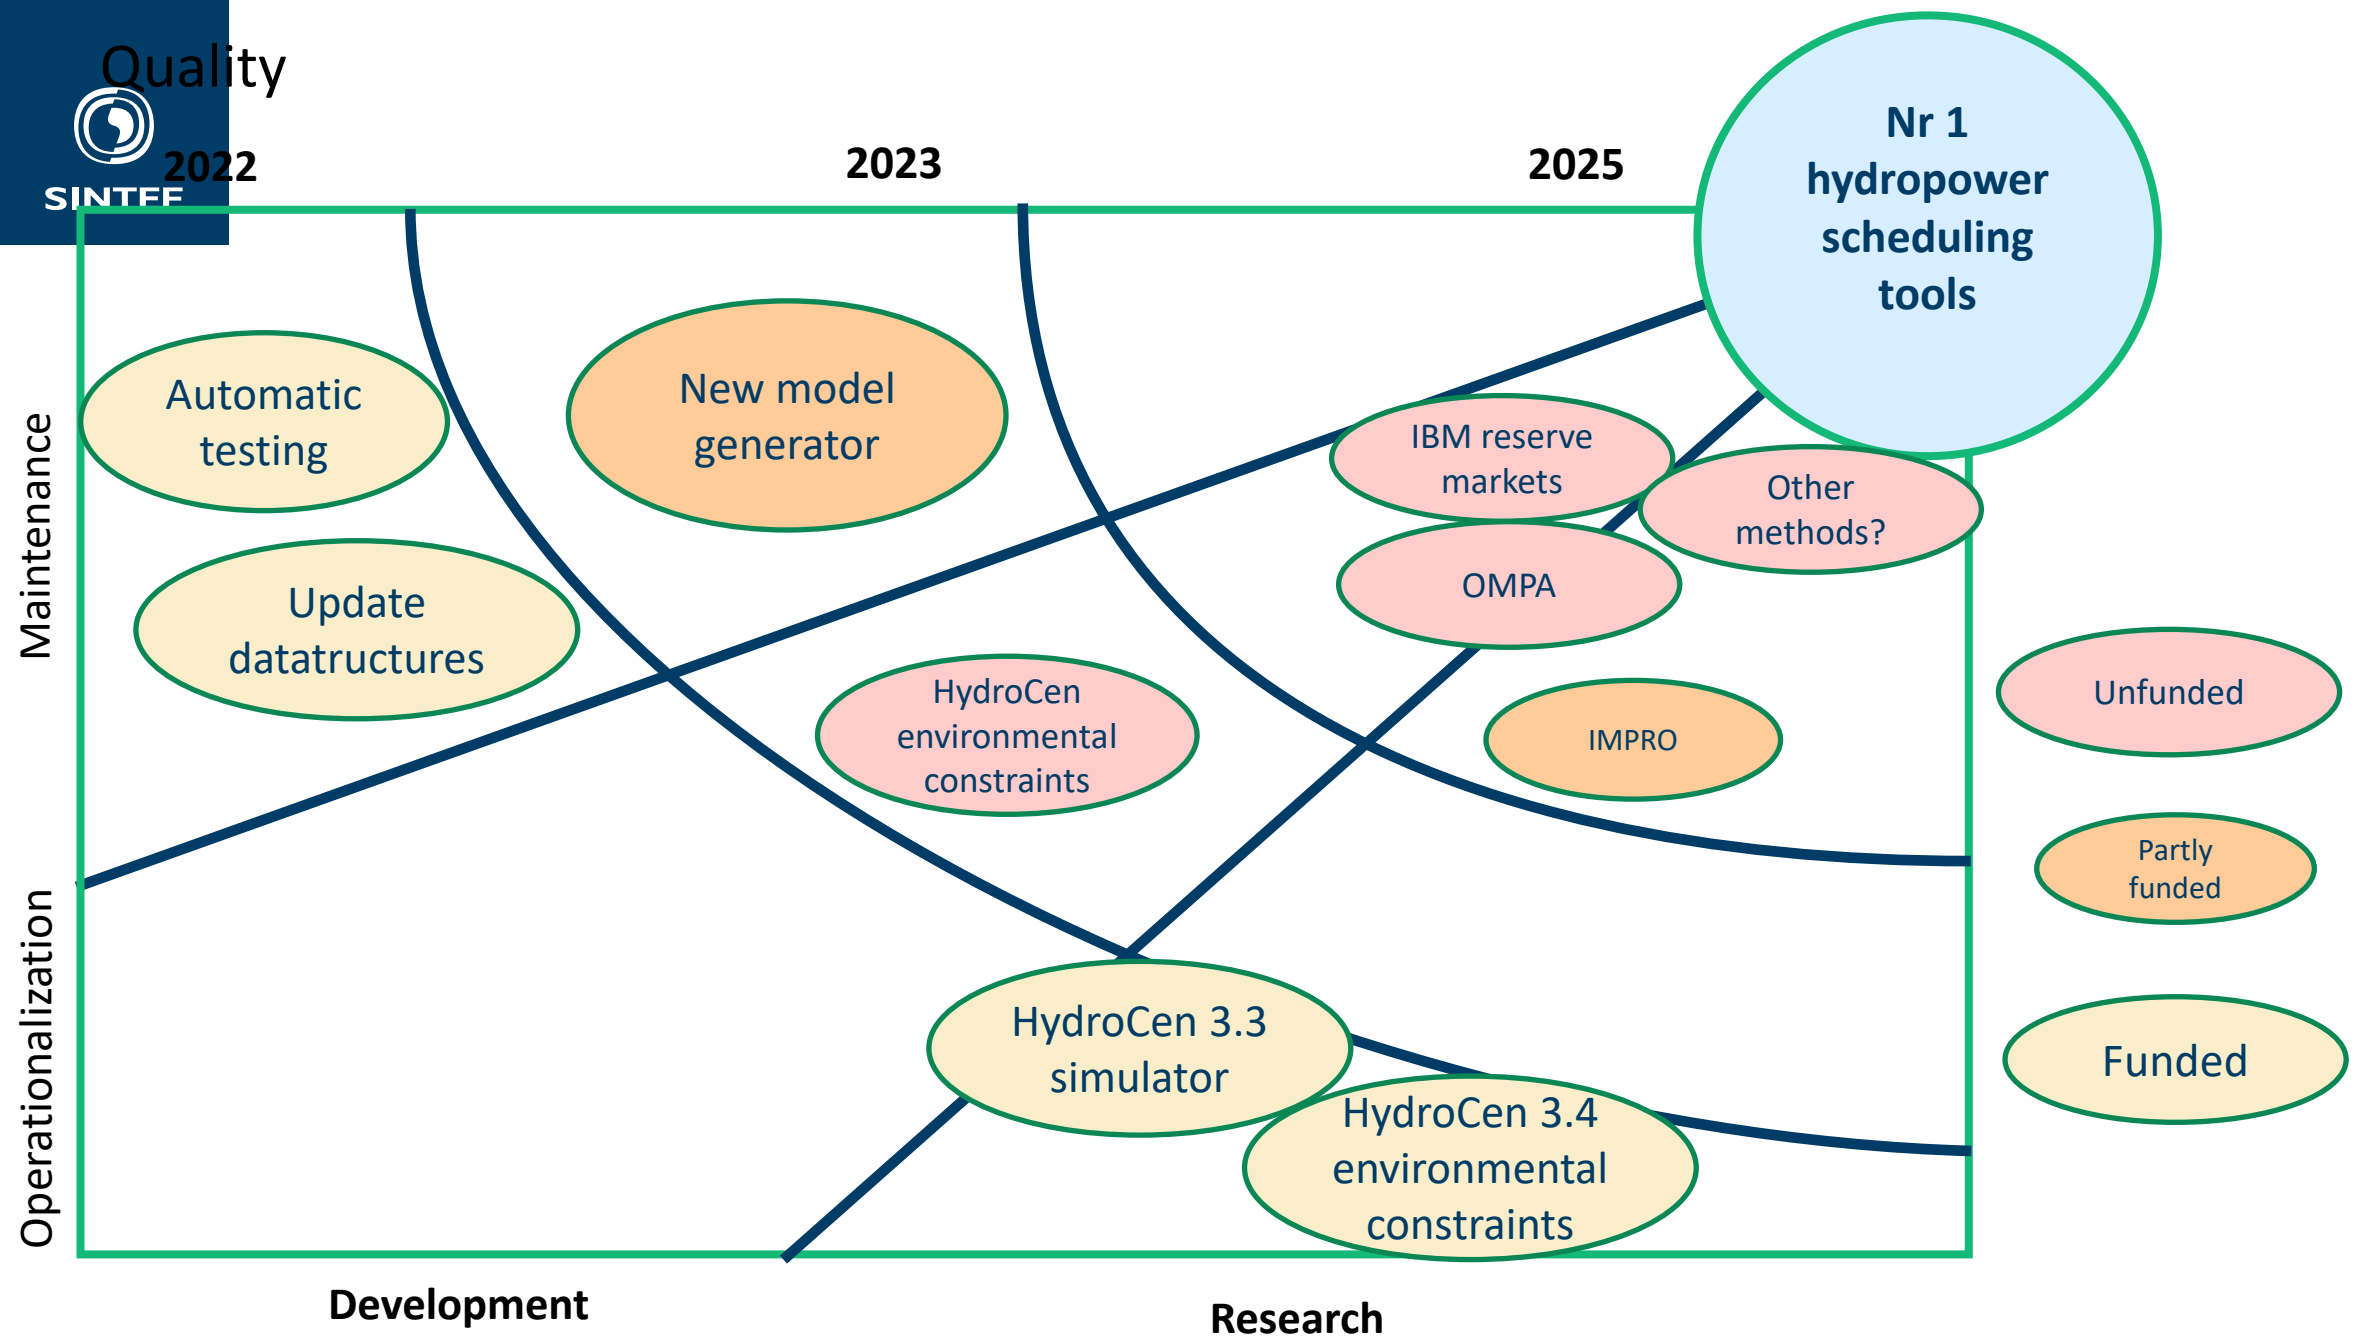 Quality
SINTEF
2022
2023
2025
Nr 1
hydropower
scheduling
tools
Maintenance
Automatic
testing
New model
generator
IBM reserve
markets
Other
methods?
Update
datatructures
OMPA
HydroCen
environmental
constraints
IMPRO
Unfunded
Partly
funded
Funded
Operationalization
HydroCen 3.3
simulator
HydroCen 3.4
environmental
constraints
Development
Research